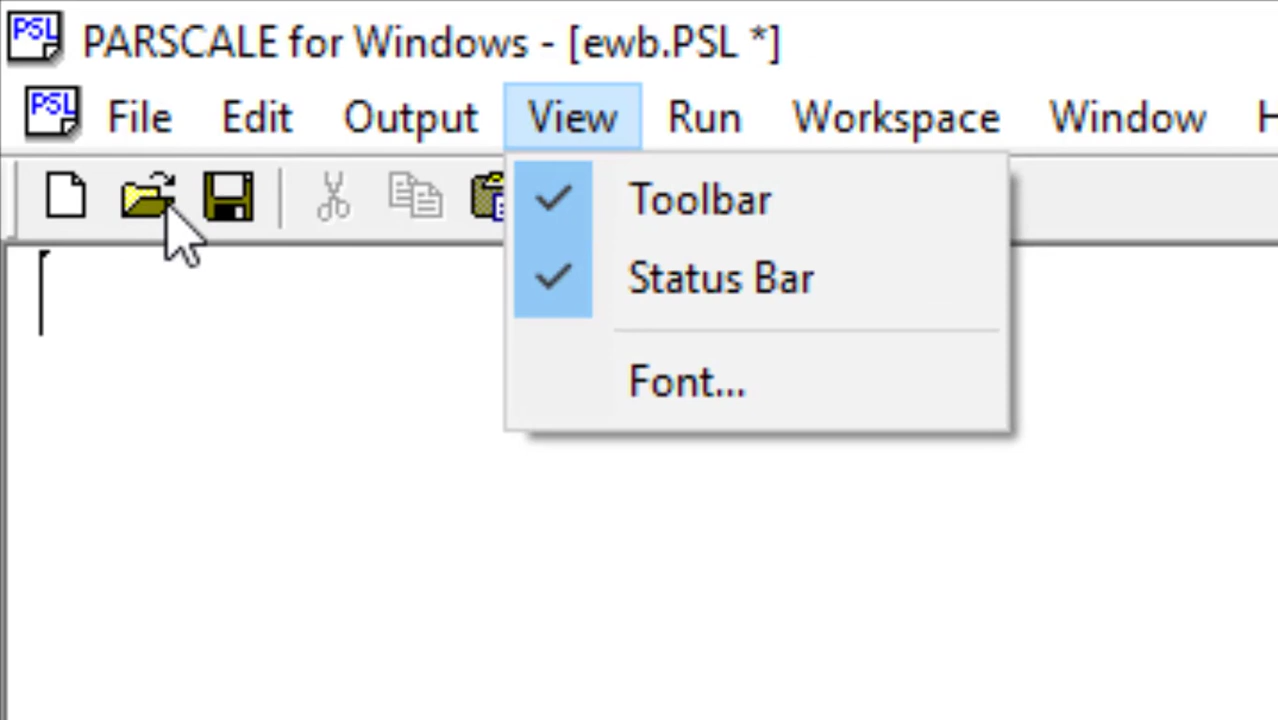 PSL PARSCALE for Windows - [ewb.PSL *]
PSL File Edit Output View Run Workspace Window H
Toolbar
Status Bar
Font...